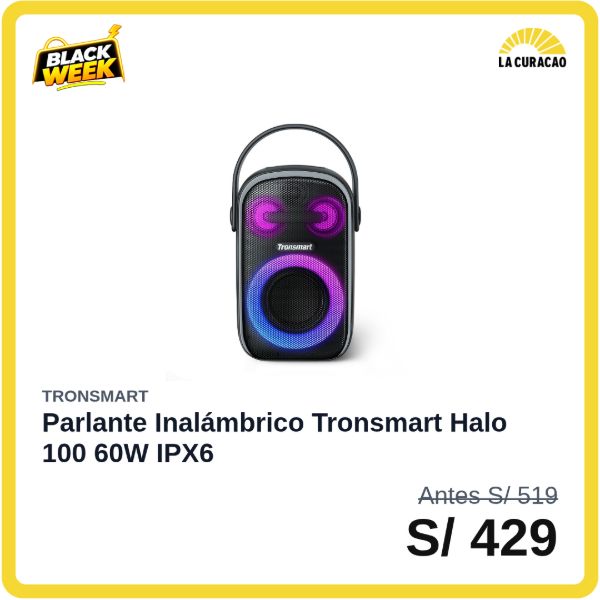 BLACK
WEEK
LA CURACAO
Tronsmart
TRONSMART
Parlante Inalámbrico Tronsmart Halo
100 60W IPX6
Antes S/ 519
S/ 429